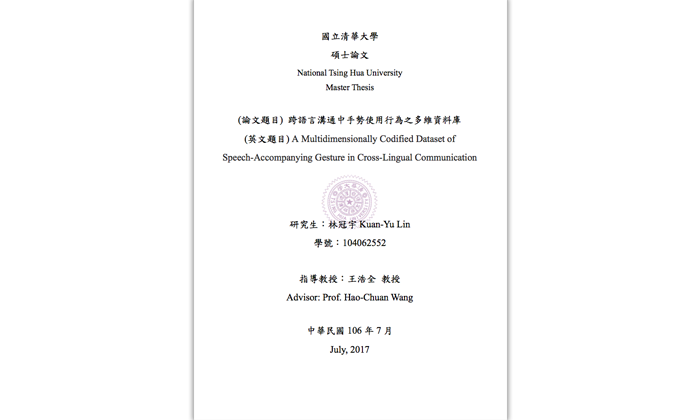 國立清華大學
碩士論文
National Tsing Hua University
Master Thesis
(論文題目) 跨語言溝通中手勢使用行為之多維資料庫
(英文題目) A Multidimensionally Codified Dataset of
Speech-Accompanying Gesture in Cross-Lingual Communication
研究生：林冠宇 Kuan-Yu Lin
學號：104062552
指導教授：王浩全 教授
Advisor: Prof. Hao-Chuan Wang
中華民國 106 年 7 月
July, 2017